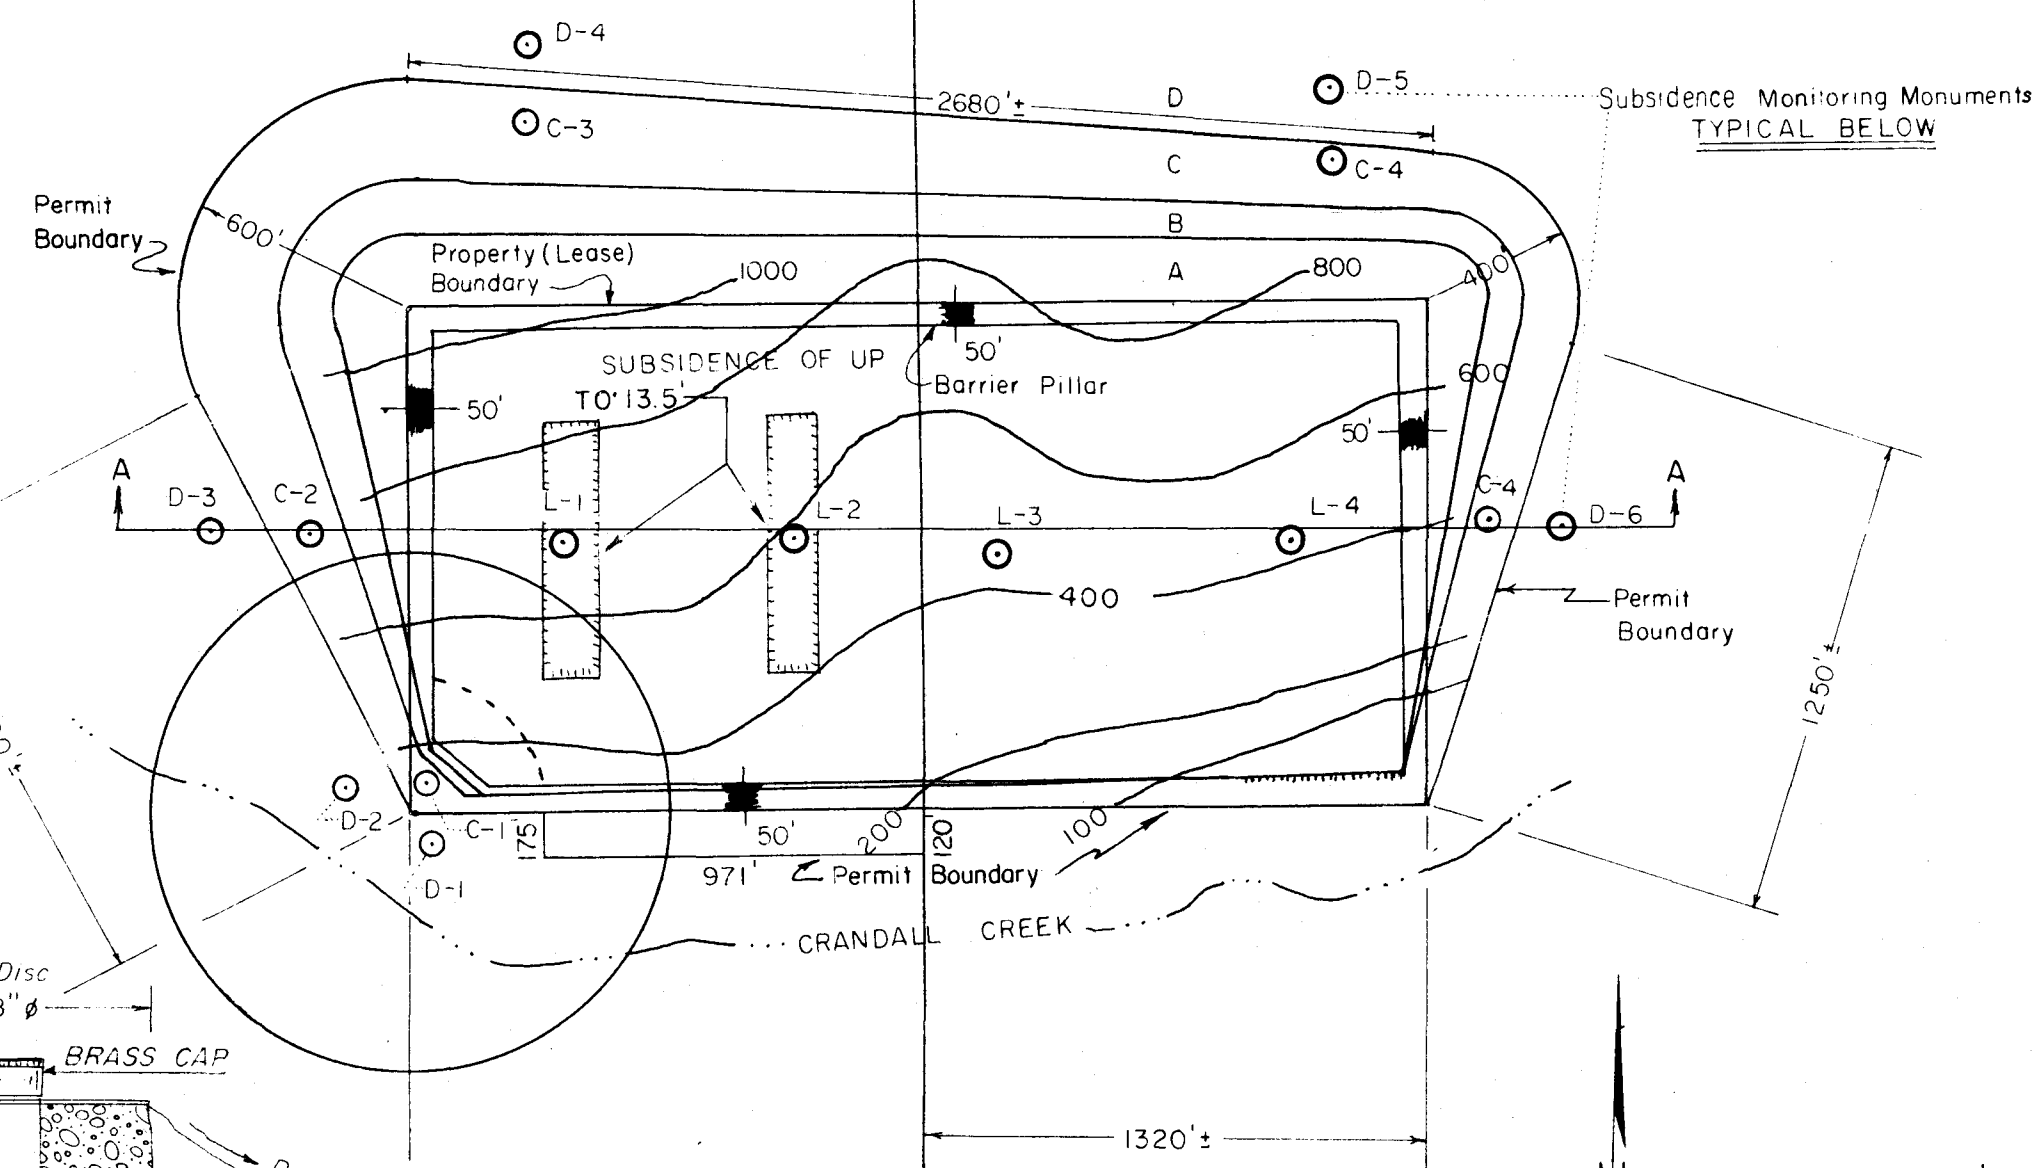 D-4
D-5
2680'±
D
Subsidence Monitoring Monuments
TYPICAL BELOW
C-3
C
C-4
Permit
Boundary
600'
B
Property (Lease)
Boundary
1000
A
800
400'
SUBSIDENCE OF UP
TO 13.5'
50'
Barrier Pillar
600
50'
50'
A
D-3
C-2
L-1
L-2
L-3
L-4
C-4
D-6
A
400
Permit
Boundary
1250'±
D-2
C-1
175
50'
200
120
100
971'
Permit Boundary
D-1
CRANDALL CREEK
Disc
3"ϕ
BRASS CAP
1320'±